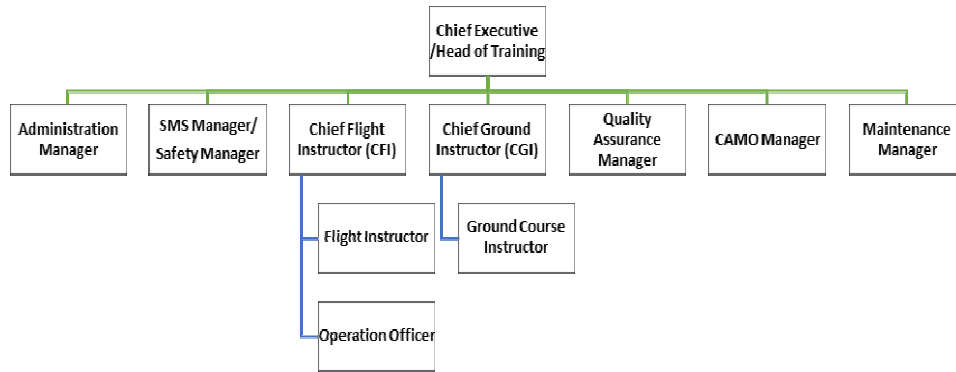 Chief Executive
/Head of Training
Administration
Manager
SMS Manager/
Safety Manager
Chief Flight
Instructor (CFI)
Chief Ground
Instructor (CGI)
Quality
Assurance
Manager
CAMO Manager
Maintenance
Manager
Flight Instructor
Ground Course
Instructor
Operation Officer